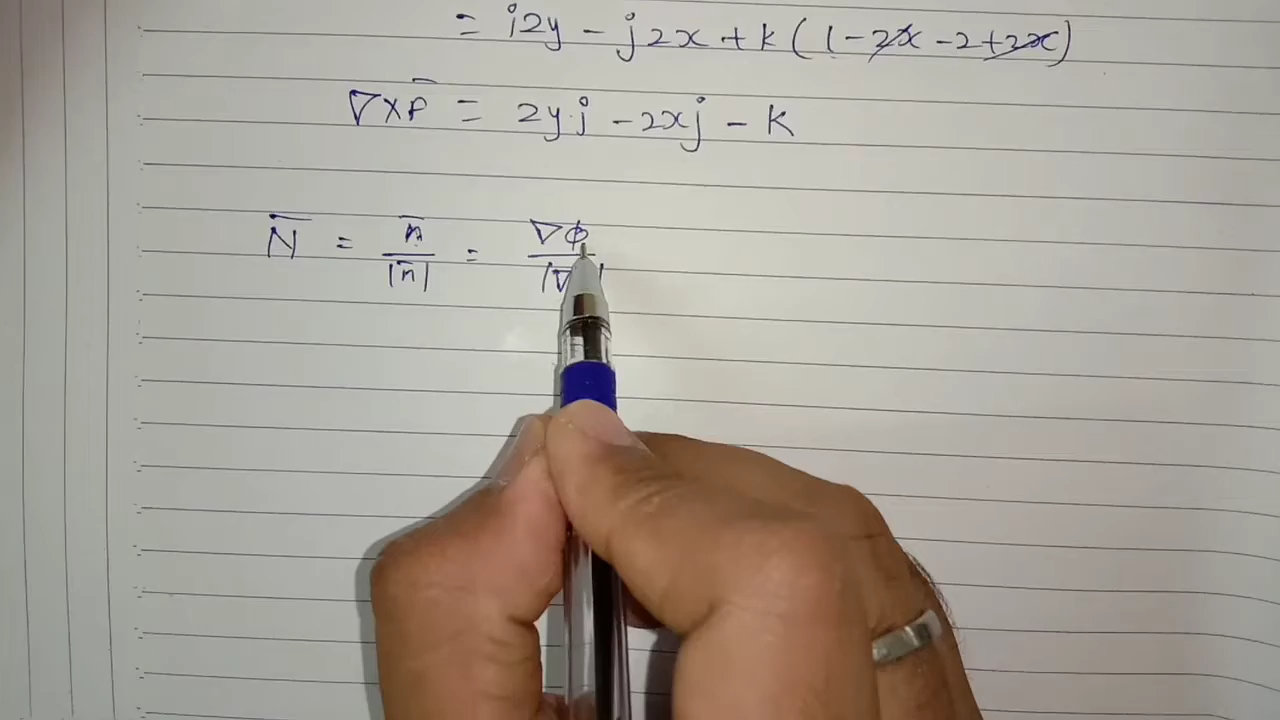 = i2y - j2x + k(1-2x-2+2x)
∇×F̄ = 2yi - 2xj - k
N̄ = n̄/|n̄| = ∇φ/|∇